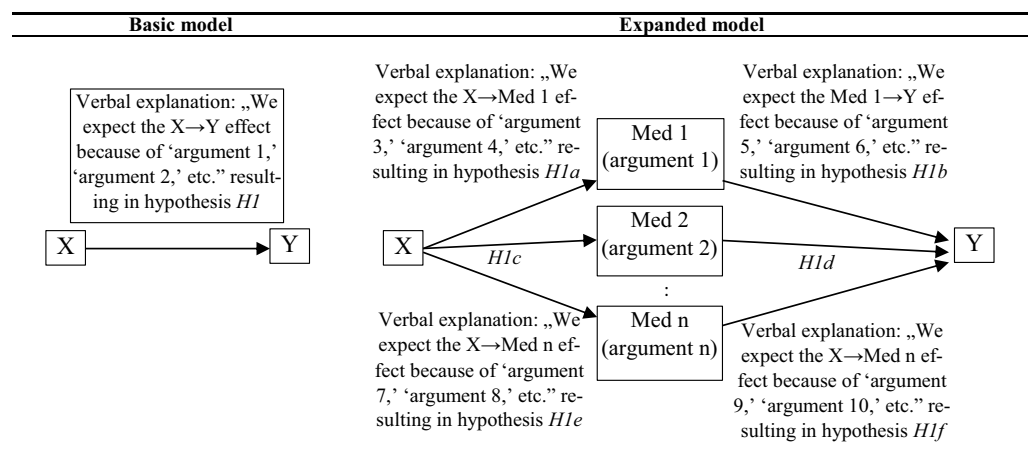 Basic model
Expanded model
Verbal explanation: „We
expect the X→Y effect
because of ‘argument 1,’
‘argument 2,’ etc.” result-
ing in hypothesis H1
X
Y
Verbal explanation: „We
expect the X→Med 1 ef-
fect because of ‘argument
3,’ ‘argument 4,’ etc.” re-
sulting in hypothesis H1a
Med 1
(argument 1)
Verbal explanation: „We
expect the Med 1→Y ef-
fect because of ‘argument
5,’ ‘argument 6,’ etc.” re-
sulting in hypothesis H1b
X
H1c
Med 2
(argument 2)
H1d
Y
:
Verbal explanation: „We
expect the X→Med n ef-
fect because of ‘argument
7,’ ‘argument 8,’ etc.” re-
sulting in hypothesis H1e
Med n
(argument n)
Verbal explanation: „We
expect the X→Med n ef-
fect because of ‘argument
9,’ ‘argument 10,’ etc.” re-
sulting in hypothesis H1f